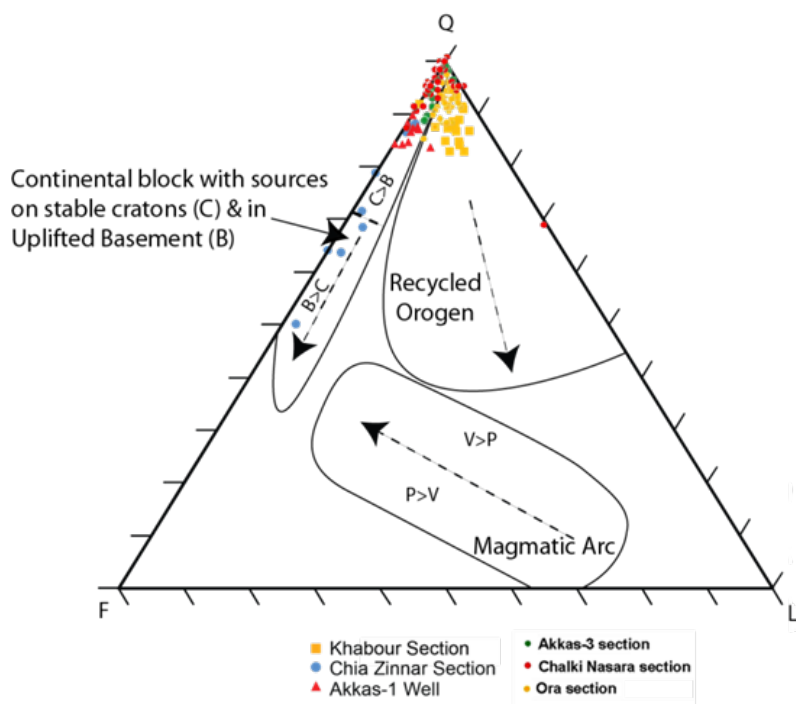 Q
Continental block with sources
on stable cratons (C) & in
Uplifted Basement (B)
C>B
B>C
Recycled
Orogen
V>P
P>V
Magmatic Arc
F
L
Khabour Section
Chia Zinnar Section
Akkas-1 Well
Akkas-3 section
Chalki Nasara section
Ora section